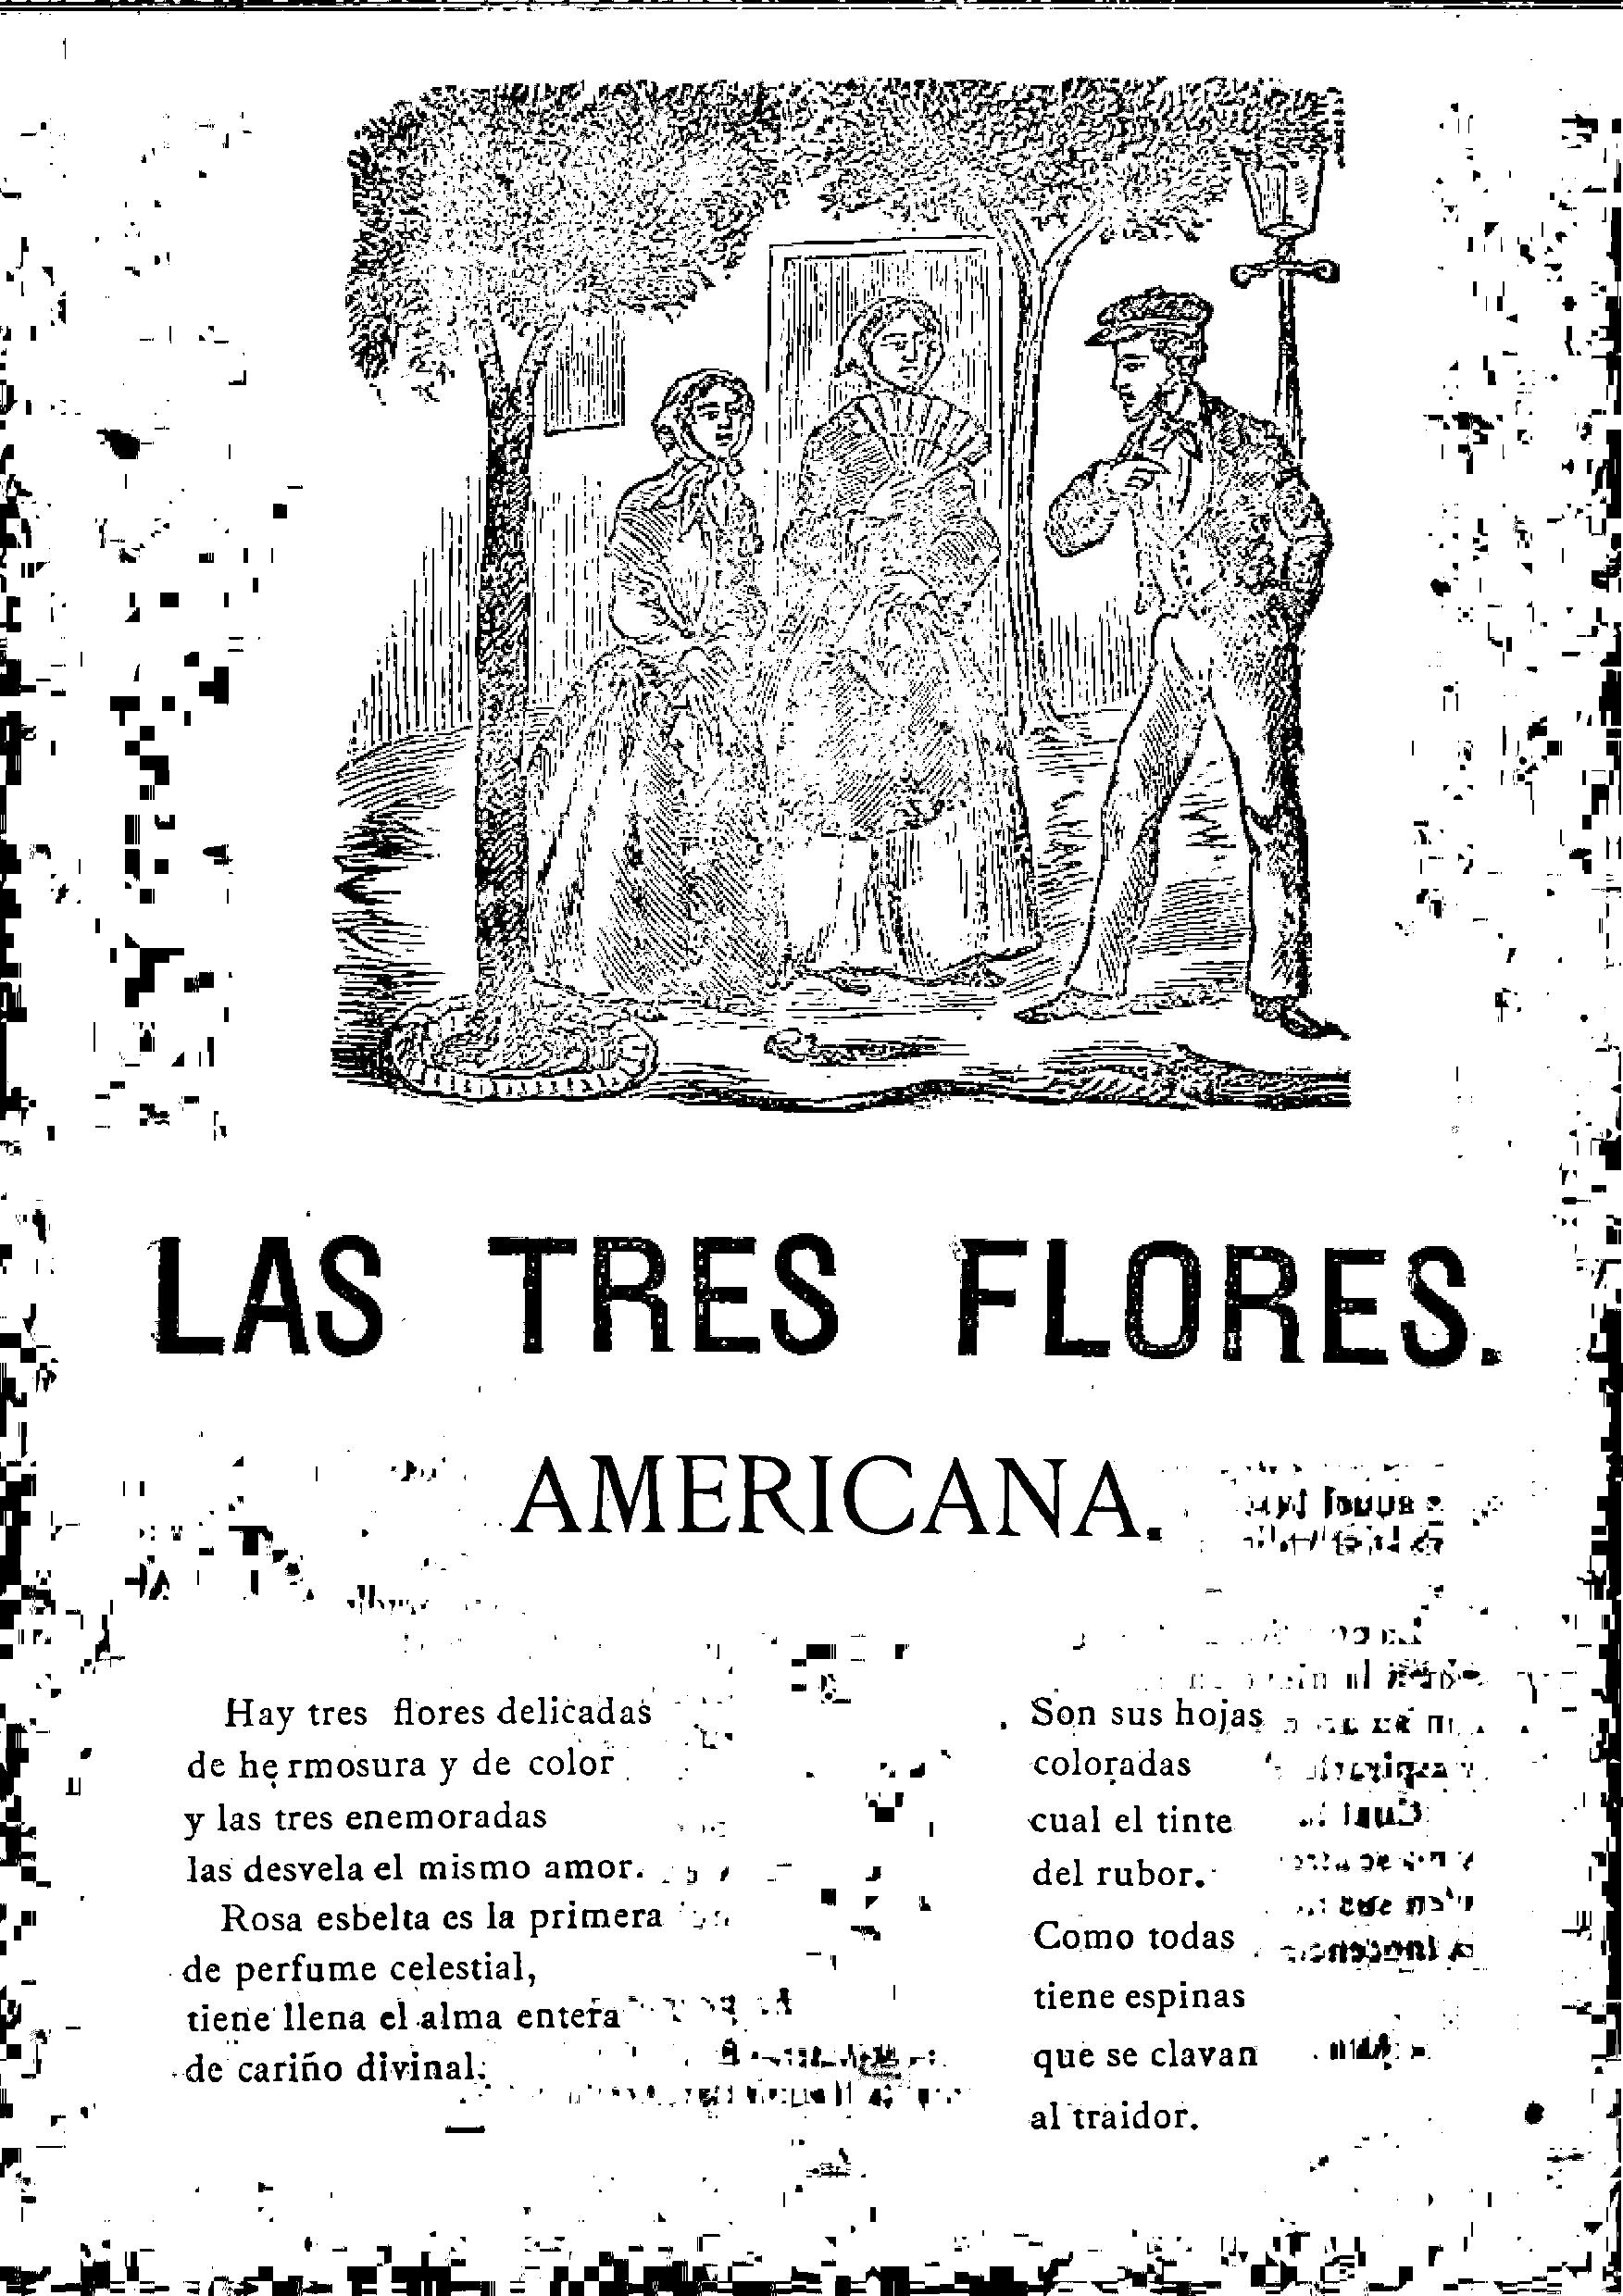 LAS TRES FLORES.
AMERICANA.
Hay tres flores delicadas
de hermosura y de color
y las tres enemoradas
las desvela el mismo amor.
Rosa esbelta es la primera
de perfume celestial,
tiene llena el alma entera
de cariño divinal.
Son sus hojas
coloradas
cual el tinte
del rubor.
Como todas
tiene espinas
que se clavan
al traidor.